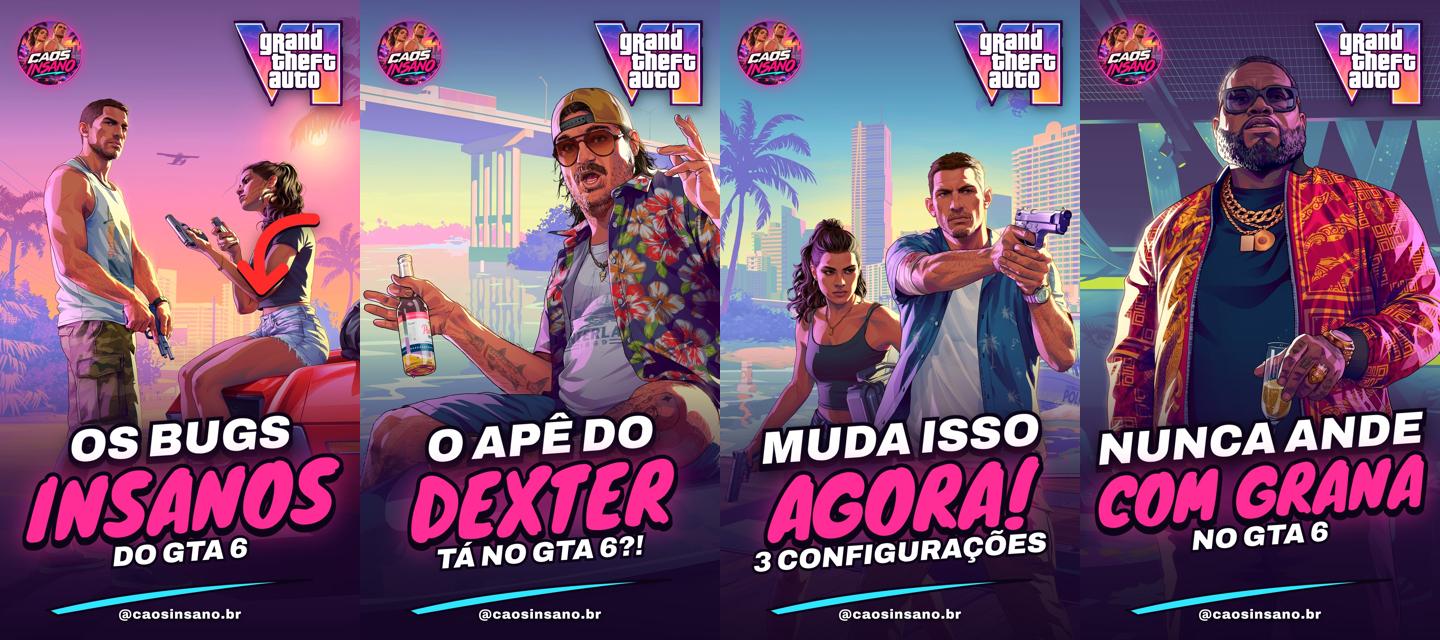 CAOS
INSANO
grand
theft
auto
VI
OS BUGS
INSANOS
DO GTA 6
@caosinsano.br
CAOS
INSANO
grand
theft
auto
VI
O APÊ DO
DEXTER
TÁ NO GTA 6?!
@caosinsano.br
CAOS
INSANO
grand
theft
auto
VI
MUDA ISSO
AGORA!
3 CONFIGURAÇÕES
@caosinsano.br
CAOS
INSANO
grand
theft
auto
VI
NUNCA ANDE
COM GRANA
NO GTA 6
@caosinsano.br